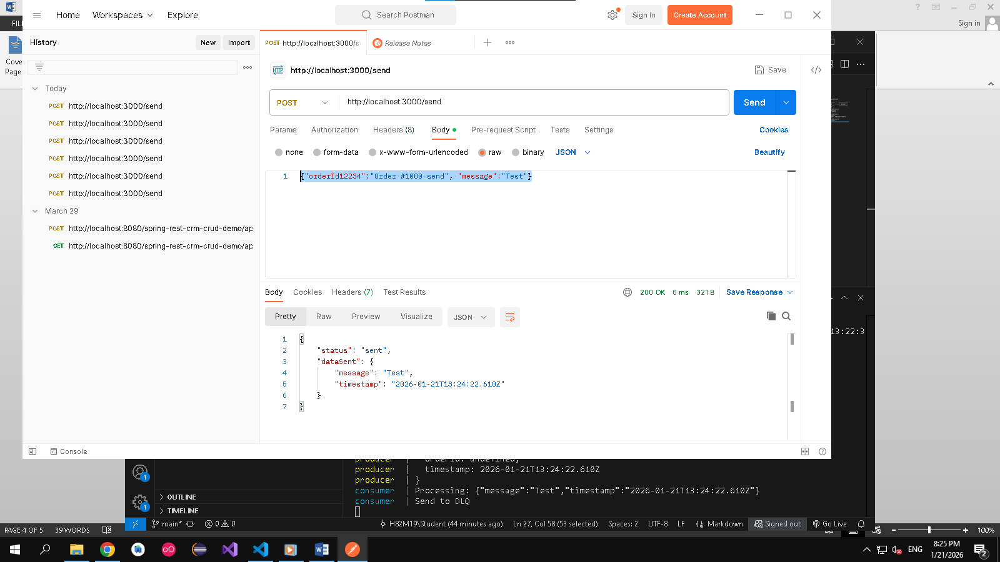 Home Workspaces Explore Search Postman Sign In Create Account
? Sign in
FIL
Cove
Page
History New Import
Today
POST http://localhost:3000/send
POST http://localhost:3000/send
POST http://localhost:3000/send
POST http://localhost:3000/send
POST http://localhost:3000/send
POST http://localhost:3000/send
March 29
POST http://localhost:8080/spring-rest-crm-crud-demo/ap
GET http://localhost:8080/spring-rest-crm-crud-demo/ap
POST http://localhost:3000/s Release Notes
HTTP http://localhost:3000/send Save
POST http://localhost:3000/send Send
Params Authorization Headers (8) Body Pre-request Script Tests Settings Cookies
none form-data x-www-form-urlencoded raw binary JSON Beautify
1 {"orderId12234":"Order #1000 send", "message":"Test"}
Body Cookies Headers (7) Test Results 200 OK 6 ms 321 B Save Response
Pretty Raw Preview Visualize JSON
1 {
2 "status": "sent",
3 "dataSent": {
4 "message": "Test",
5 "timestamp": "2026-01-21T13:24:22.610Z"
6 }
7 }
13:22:3
Console
producer | orderId: undefined,
producer | timestamp: 2026-01-21T13:24:22.610Z
producer | }
consumer | Processing: {"message":"Test","timestamp":"2026-01-21T13:24:22.610Z"}
consumer | Send to DLQ
1
1
OUTLINE
TIMELINE
main* 0 0 H82M19\Student (44 minutes ago) Ln 27, Col 58 (53 selected) Spaces: 2 UTF-8 LF Markdown Signed out Go Live
PAGE 4 OF 5 39 WORDS 100%
ENG 8:25 PM
1/21/2026
2